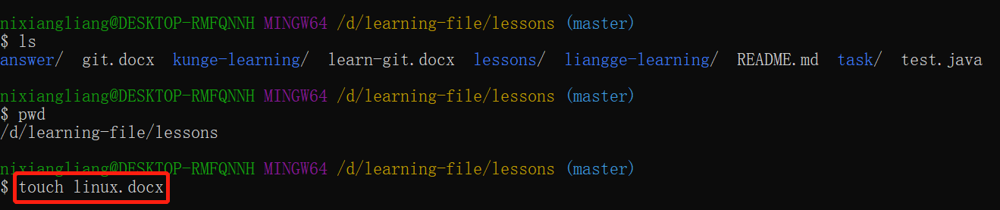 nixiangliang@DESKTOP-RMFQNNH MINGW64 /d/learning-file/lessons (master)
$ ls
answer/ git.docx kunge-learning/ learn-git.docx lessons/ liangge-learning/ README.md task/ test.java
nixiangliang@DESKTOP-RMFQNNH MINGW64 /d/learning-file/lessons (master)
$ pwd
/d/learning-file/lessons
nixiangliang@DESKTOP-RMFQNNH MINGW64 /d/learning-file/lessons (master)
$ touch linux.docx